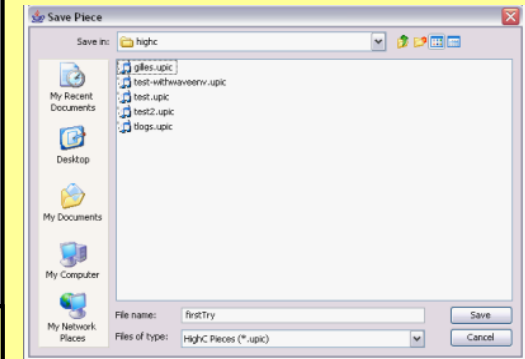 Save Piece
Save in:
highc
My Recent
Documents
Desktop
My Documents
My Computer
My Network
Places
gilles.upic
test-withwaveenv.upic
test.upic
test2.upic
tlogs.upic
File name:
firstTry
Save
Files of type:
HighC Pieces (*.upic)
Cancel